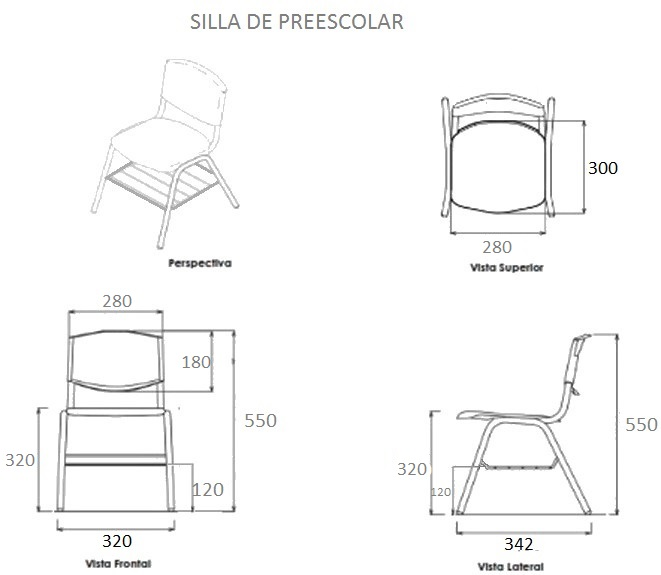 SILLA DE PREESCOLAR
Perspectiva
300
280
Vista Superior
280
180
550
320
120
320
Vista Frontal
550
320
120
342
Vista Lateral